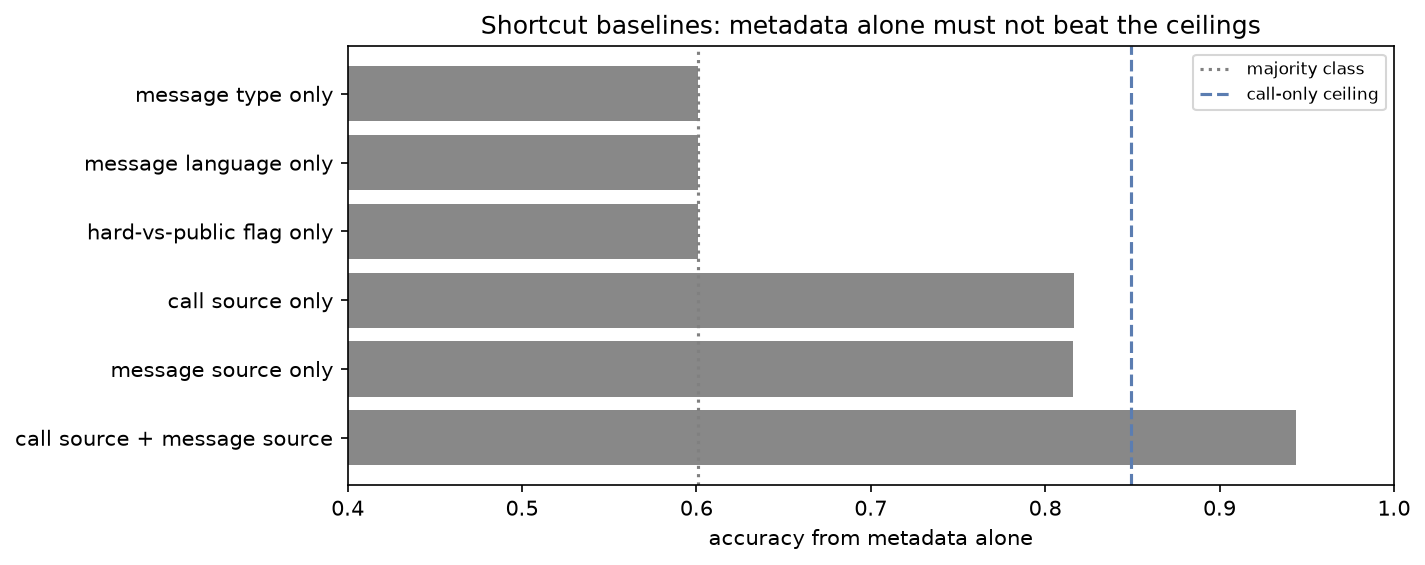 Shortcut baselines: metadata alone must not beat the ceilings
majority class
call-only ceiling
message type only
message language only
hard-vs-public flag only
call source only
message source only
call source + message source
0.4 0.5 0.6 0.7 0.8 0.9 1.0
accuracy from metadata alone